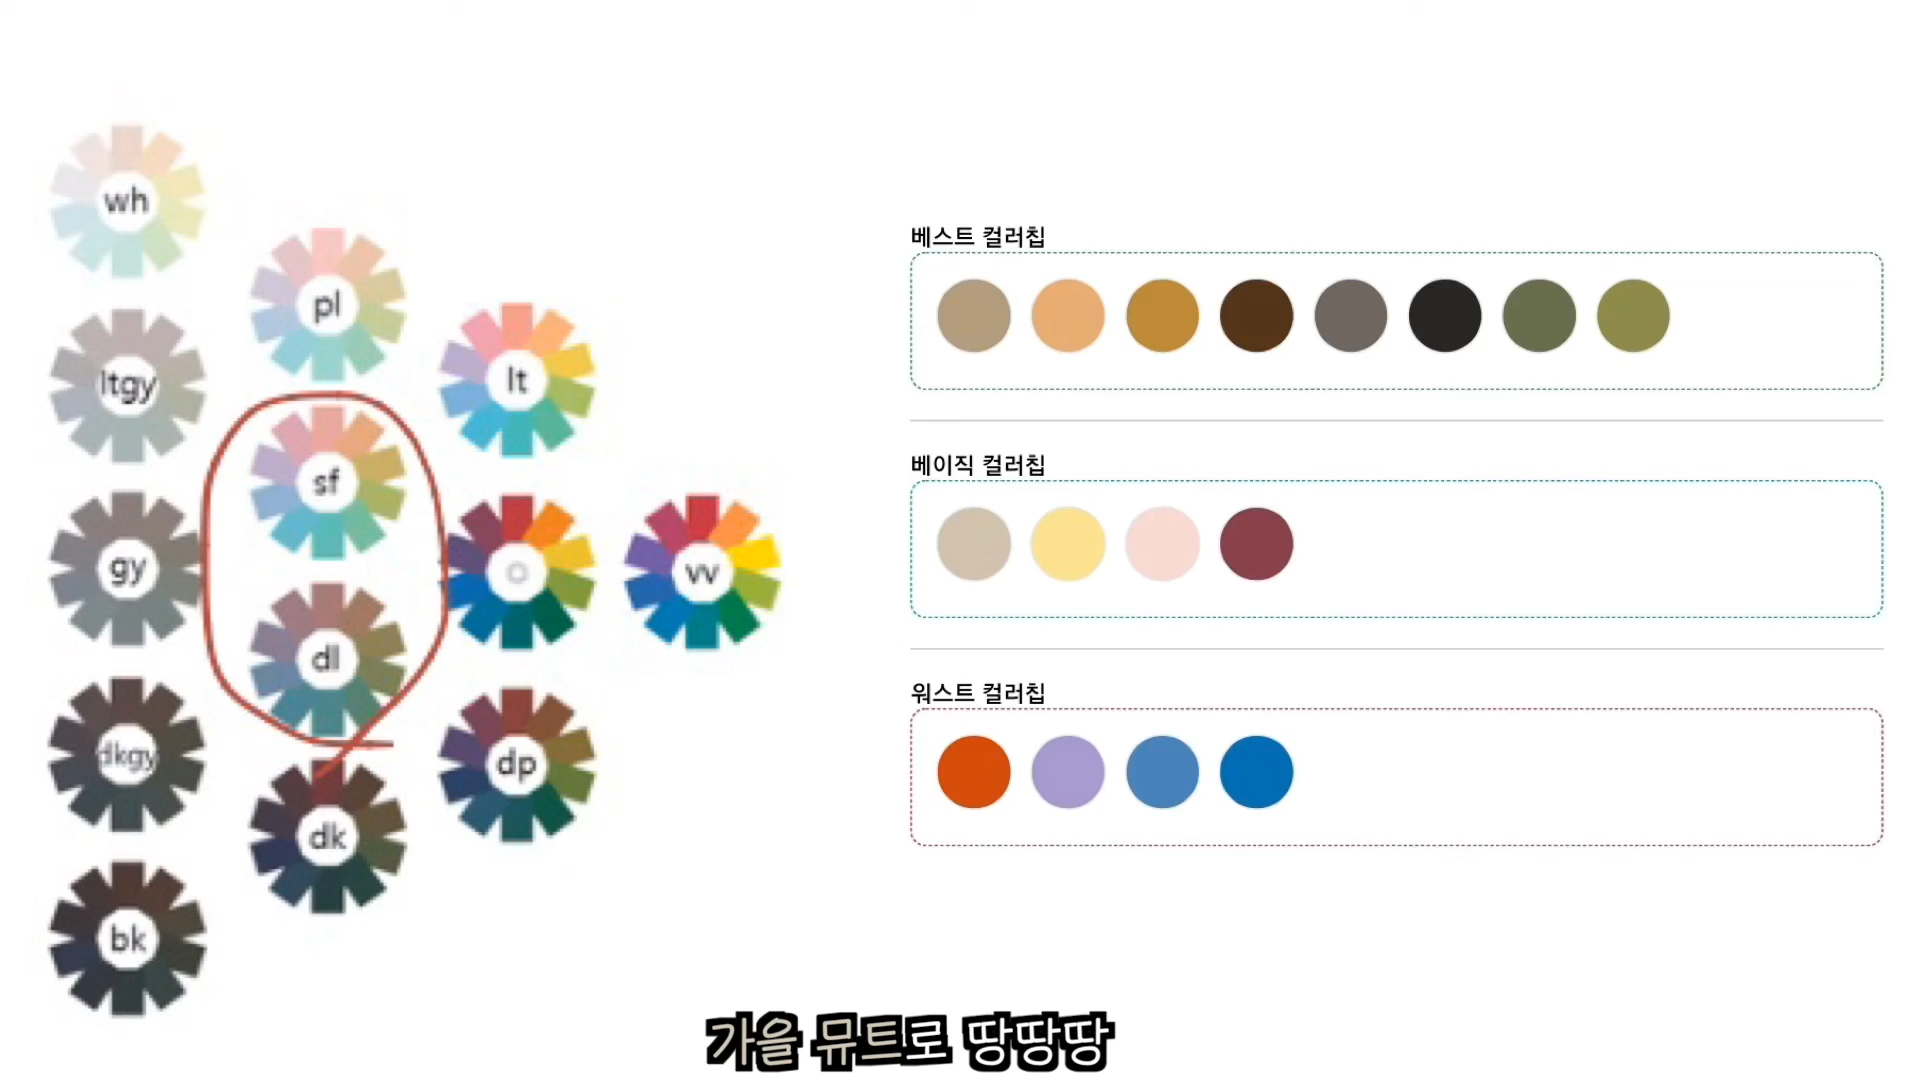 wh
pl
ltgy
lt
sf
gy
o
vv
dl
dkgy
dp
dk
bk
베스트 컬러칩
베이직 컬러칩
워스트 컬러칩
가을 뮤트로 땅땅땅